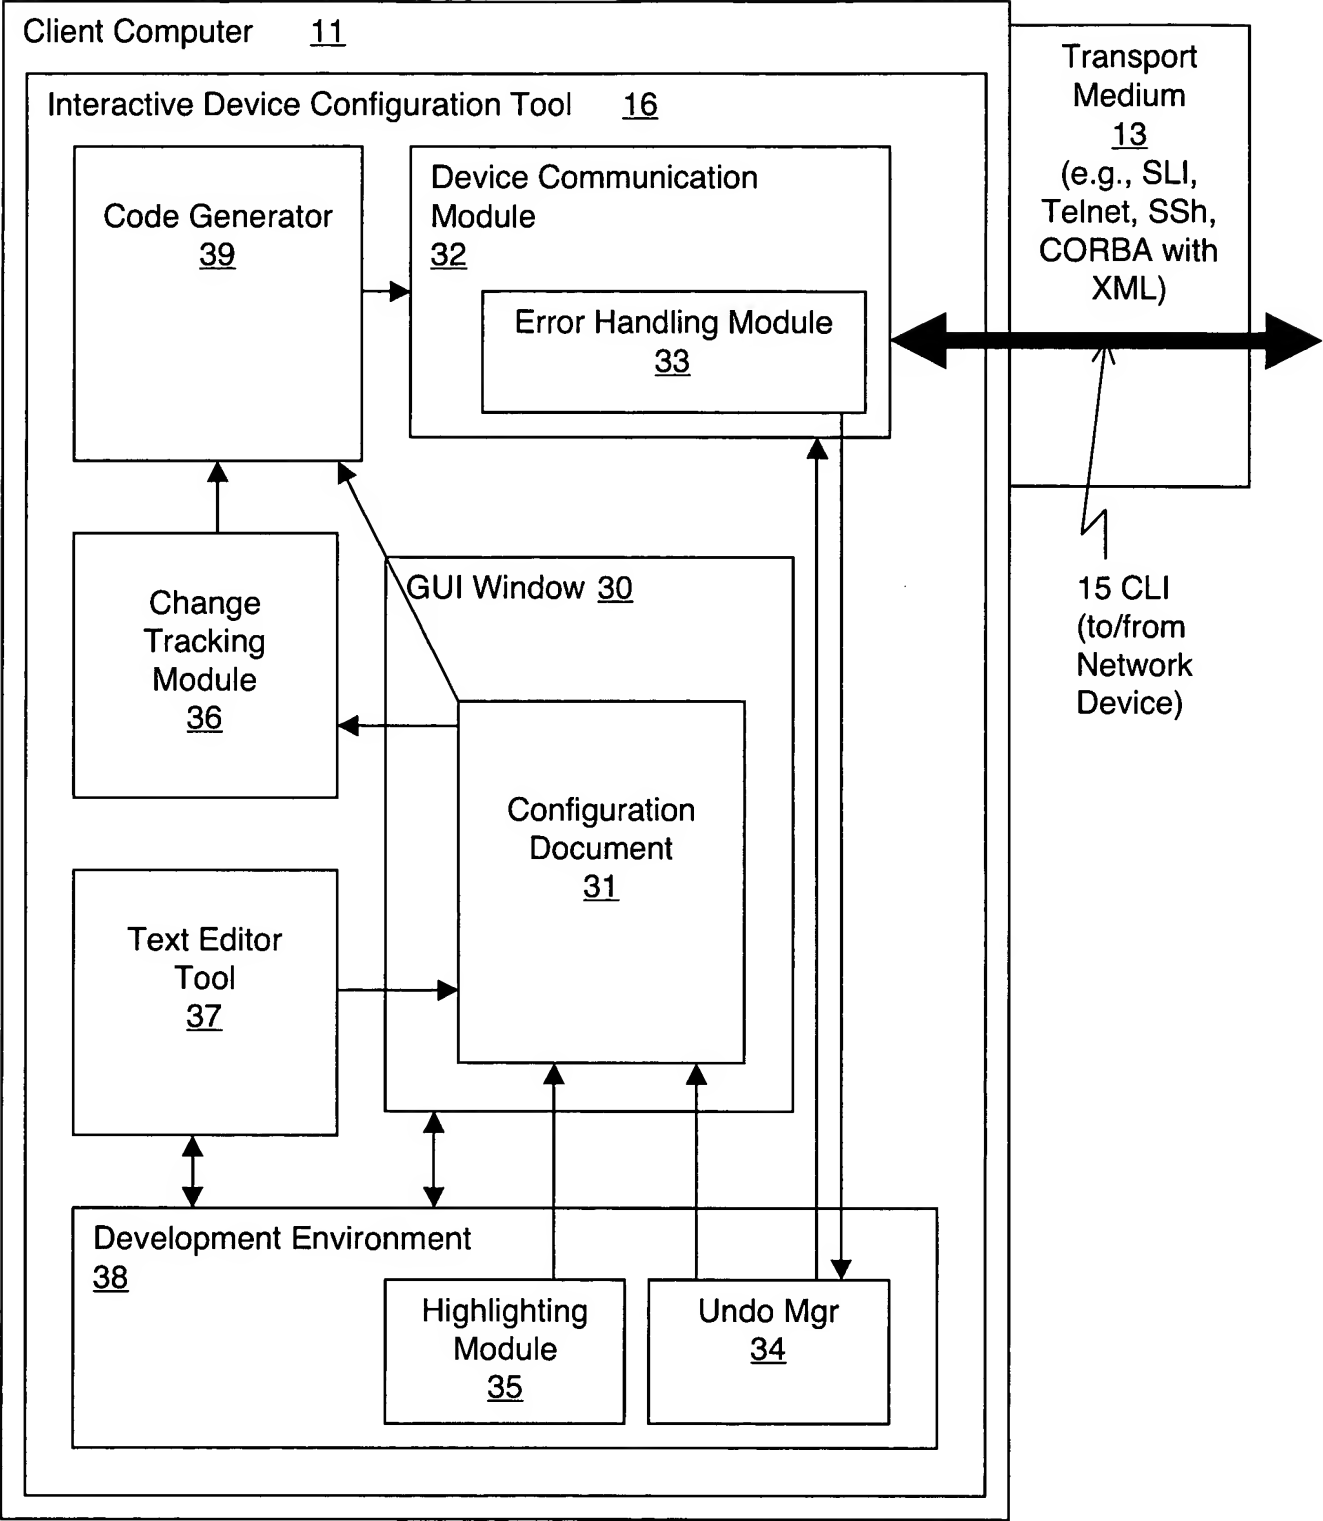 Client Computer 11
Interactive Device Configuration Tool 16
Code Generator
39
Device Communication
Module
32
Error Handling Module
33
Transport
Medium
13
(e.g., SLI,
Telnet, SSh,
CORBA with
XML)
15 CLI
(to/from
Network
Device)
Change
Tracking
Module
36
GUI Window 30
Configuration
Document
31
Text Editor
Tool
37
Development Environment
38
Highlighting
Module
35
Undo Mgr
34